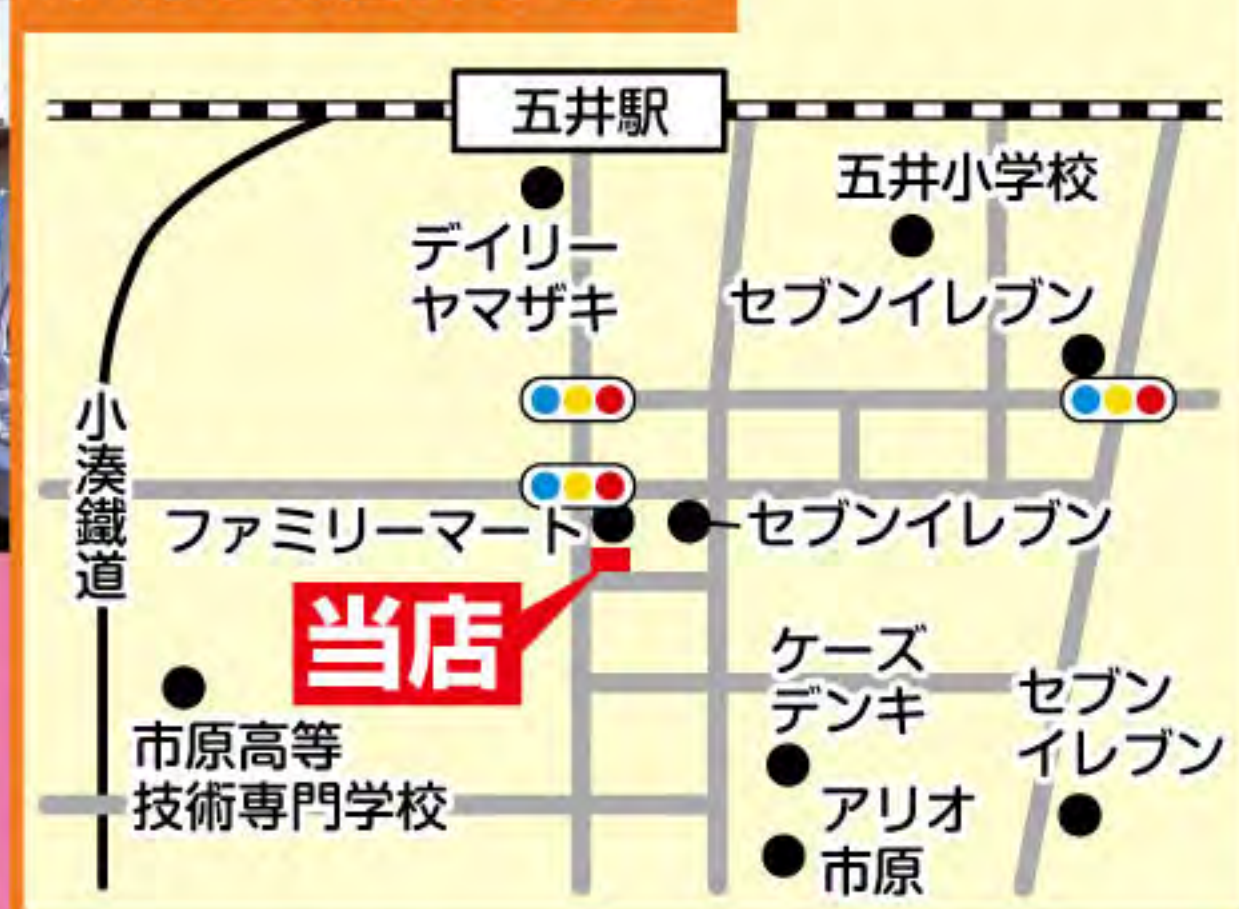 五井駅
五井小学校
デイリー
ヤマザキ
セブンイレブン
小湊鐵道
ファミリーマート
セブンイレブン
当店
ケーズ
デンキ
セブン
イレブン
市原高等
技術専門学校
アリオ
市原